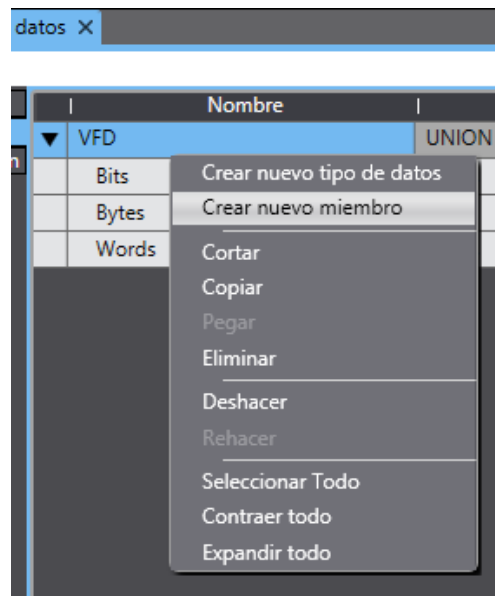 datos
Nombre
VFD UNION
Bits
Bytes
Words
Crear nuevo tipo de datos
Crear nuevo miembro
Cortar
Copiar
Pegar
Eliminar
Deshacer
Rehacer
Seleccionar Todo
Contraer todo
Expandir todo